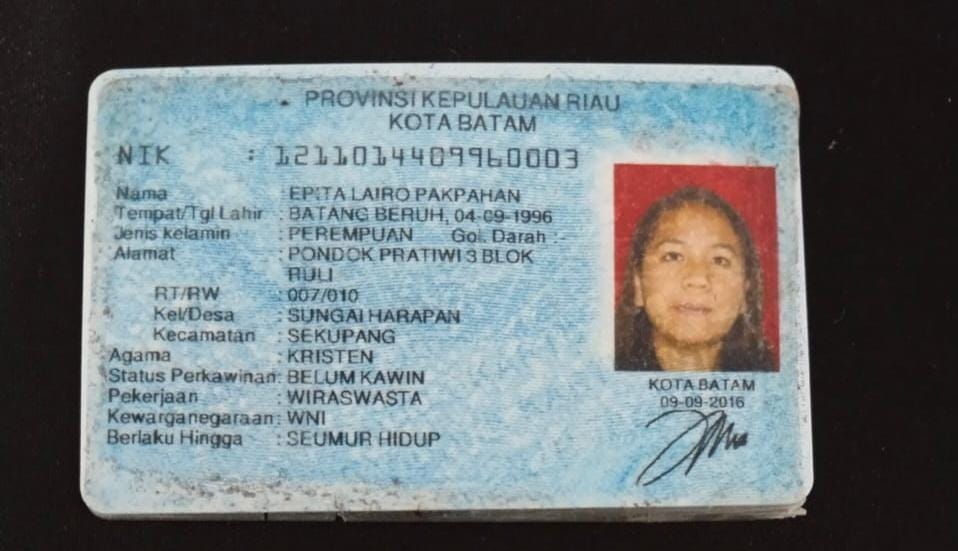 PROVINSI KEPULAUAN RIAU
KOTA BATAM
NIK : 1211014409960003
Nama : EPITA LAIRO PAKPAHAN
Tempat/Tgl Lahir : BATANG BERUH, 04-09-1996
Jenis kelamin : PEREMPUAN Gol. Darah :-
Alamat : PONDOK PRATIWI 3 BLOK
RULI
RT/RW : 007/010
Kel/Desa : SUNGAI HARAPAN
Kecamatan : SEKUPANG
Agama : KRISTEN
Status Perkawinan: BELUM KAWIN
Pekerjaan : WIRASWASTA
Kewarganegaraan: WNI
Berlaku Hingga : SEUMUR HIDUP
KOTA BATAM
09-09-2016